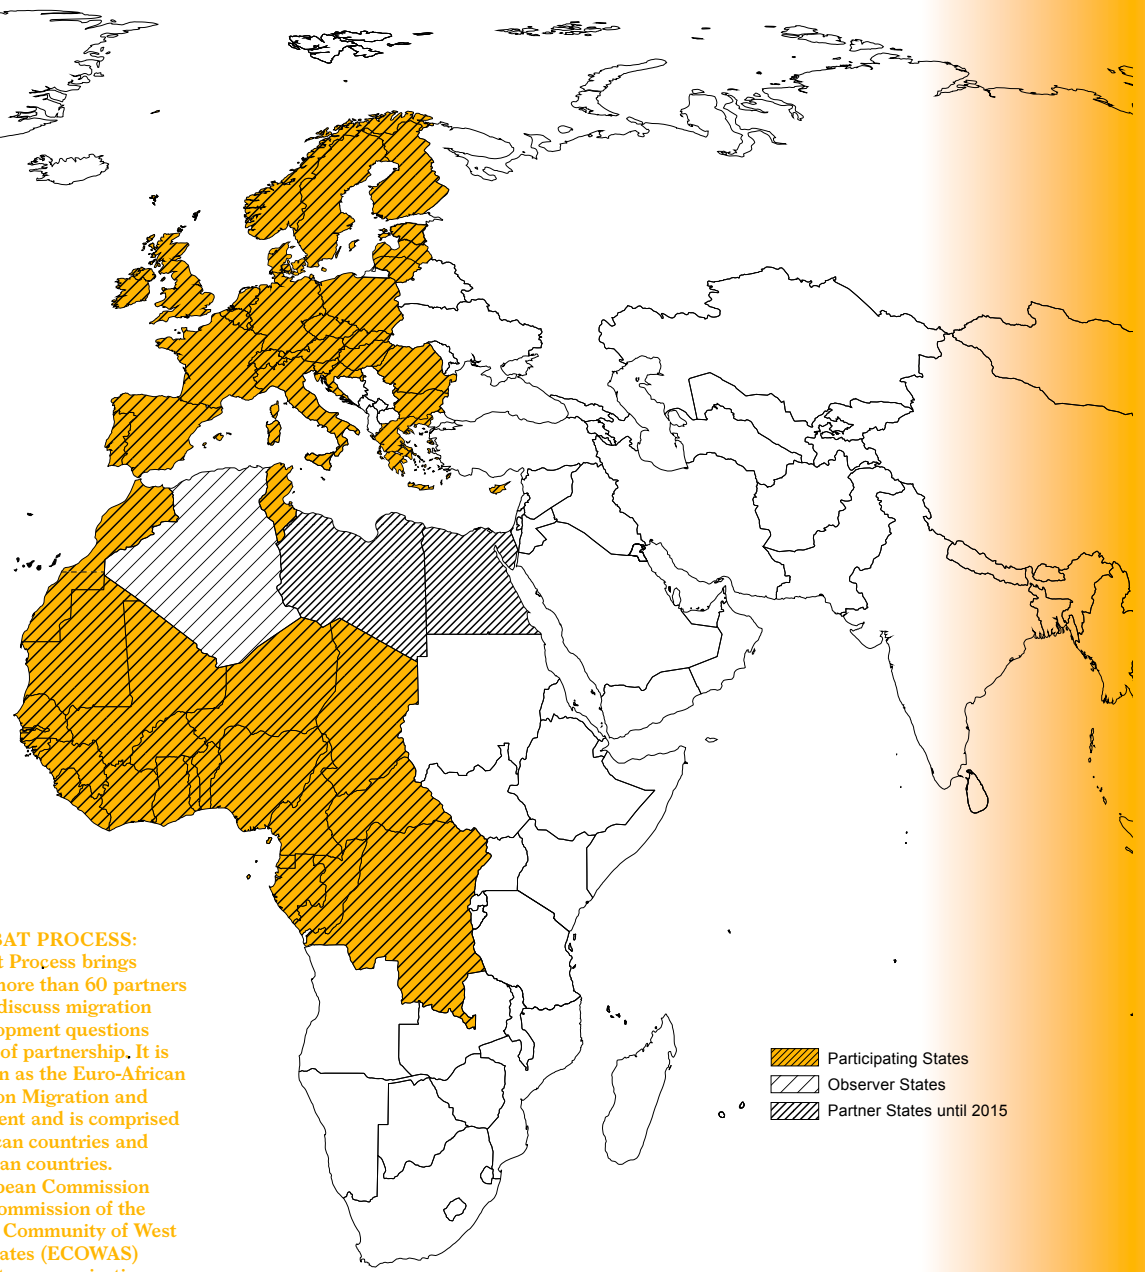 BAT PROCESS:
t Process brings
more than 60 partners
discuss migration
opment questions
of partnership. It is
n as the Euro-African
on Migration and
ent and is comprised
can countries and
an countries.
pean Commission
ommission of the
Community of West
ates (ECOWAS)
Participating States
Observer States
Partner States until 2015